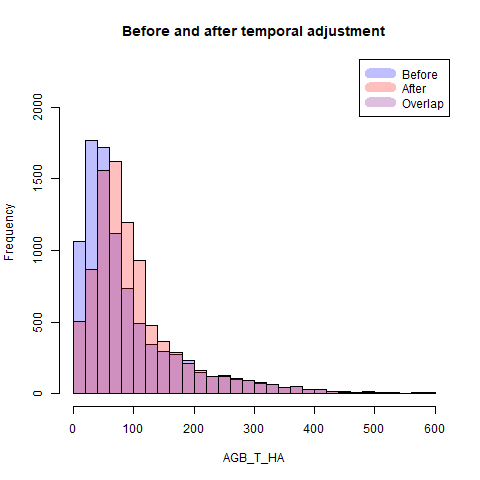 Before and after temporal adjustment
Before
After
Overlap
Frequency
2000
1500
1000
500
0
0 100 200 300 400 500 600
AGB_T_HA